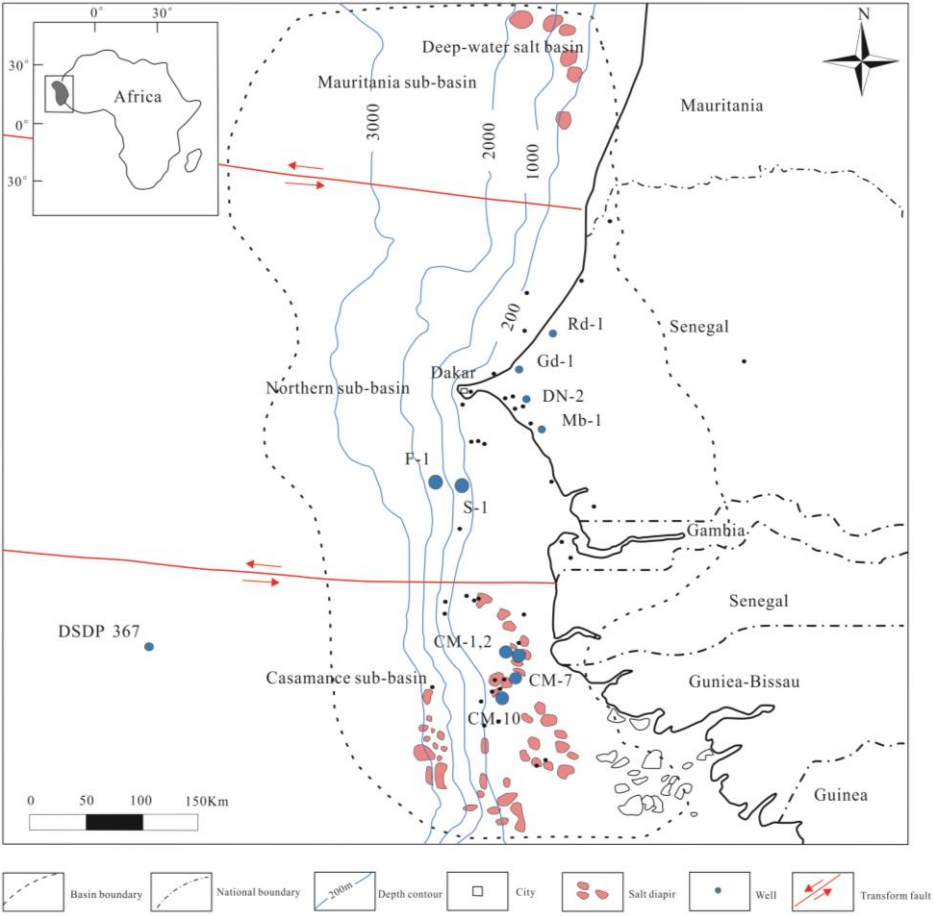 0° 30°
N
Deep-water salt basin
Mauritania sub-basin
30°
Africa
Mauritania
0°
3000
2000
1000
30°
200
Rd-1
Senegal
Gd-1
Dakar
Northern sub-basin
DN-2
Mb-1
F-1
S-1
Gambia
Senegal
DSDP 367
CM-1,2
Casamance sub-basin
CM-7
Guniea-Bissau
CM-10
0 50 100 150Km
Guinea
Basin boundary
National boundary
200m
Depth contour
City
Salt diapir
Well
Transform fault